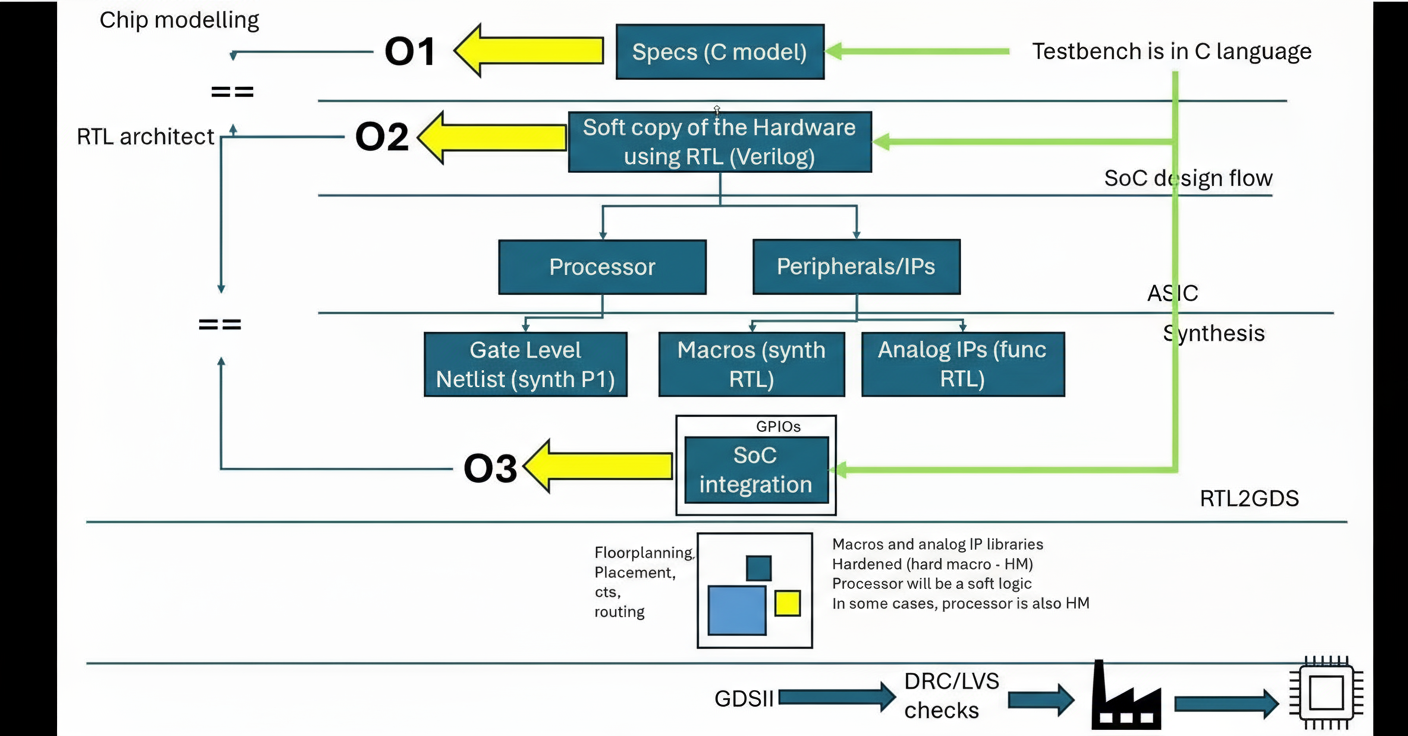 Chip modelling
O1
Specs (C model)
Testbench is in C language
==
RTL architect
O2
Soft copy of the Hardware
using RTL (Verilog)
SoC design flow
Processor
Peripherals/IPs
ASIC
==
Synthesis
Gate Level
Netlist (synth P1)
Macros (synth
RTL)
Analog IPs (func
RTL)
GPIOs
O3
SoC
integration
RTL2GDS
Floorplanning,
Placement,
cts,
routing
Macros and analog IP libraries
Hardened (hard macro - HM)
Processor will be a soft logic
In some cases, processor is also HM
GDSII
DRC/LVS
checks